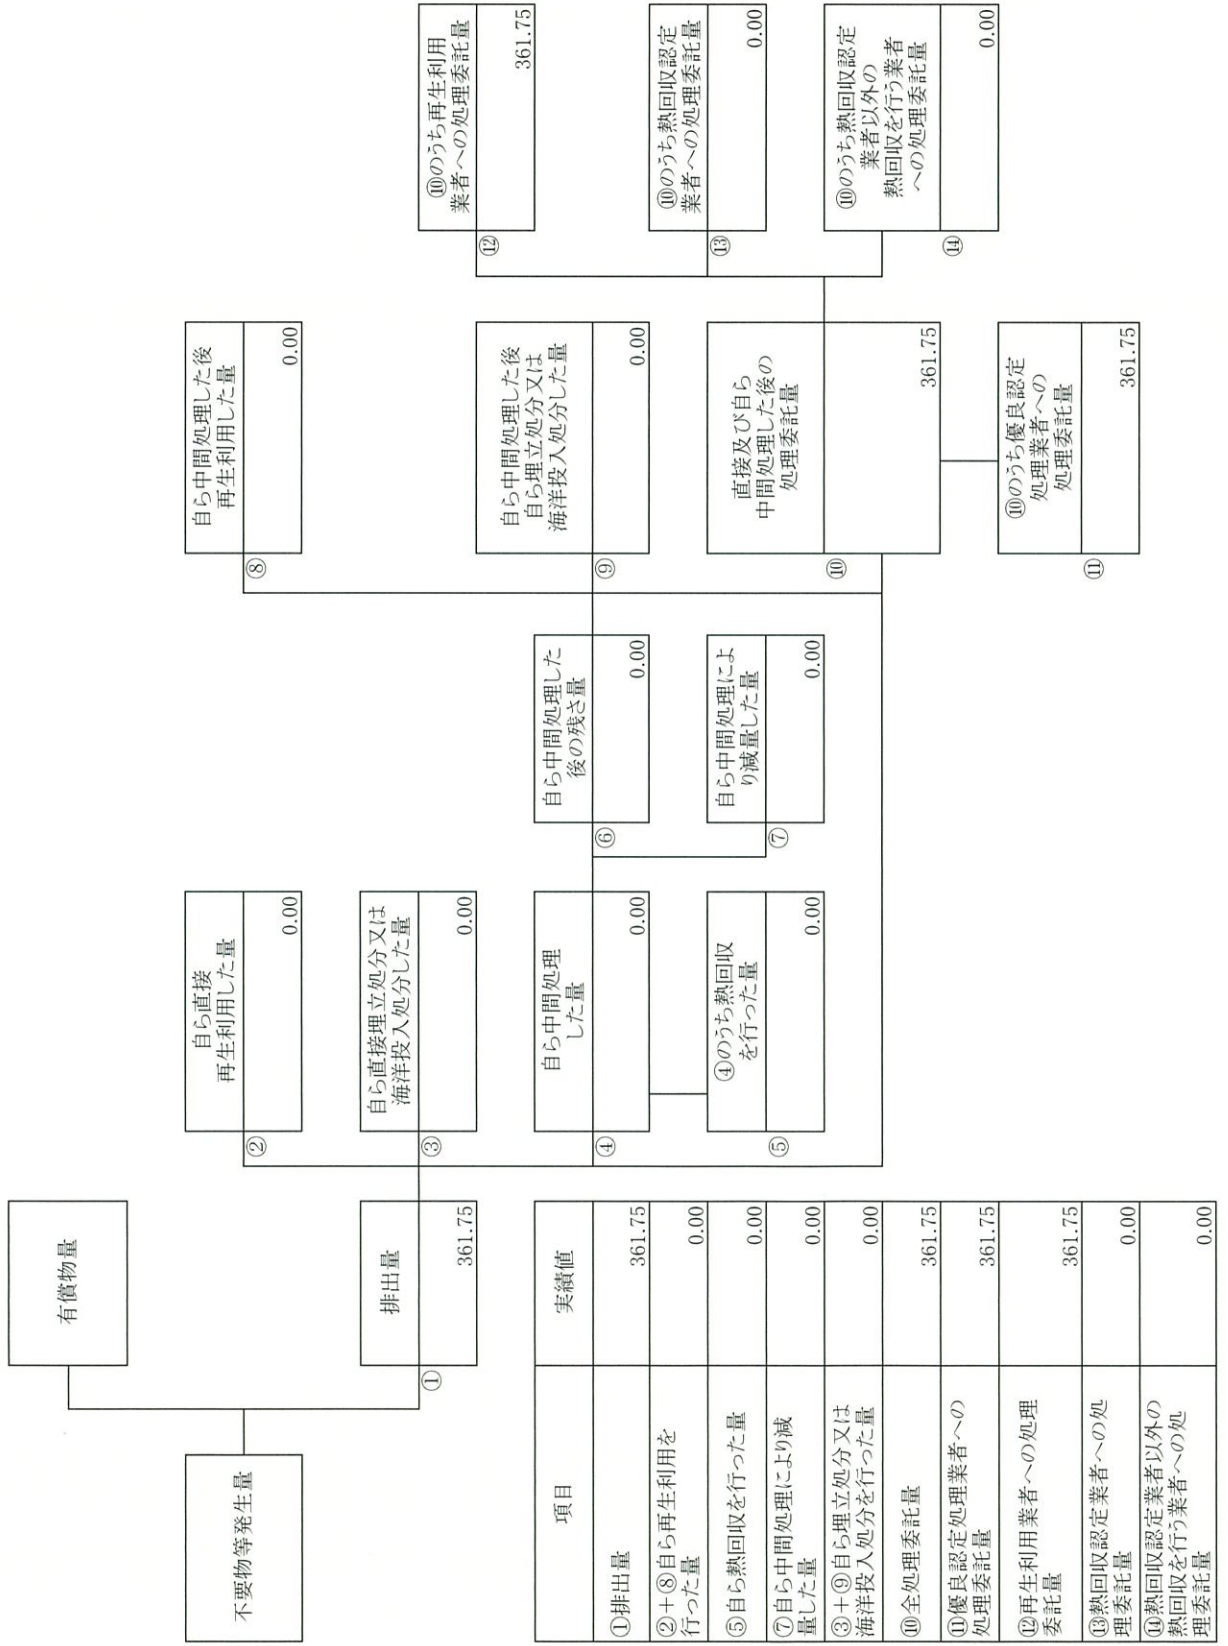 不要物等発生量
有償物量
①
排出量
361.75
②
自ら直接
再生利用した量
0.00
③
自ら直接埋立処分又は
海洋投入処分した量
0.00
④
自ら中間処理
した量
0.00
⑤
④のうち熱回収
を行った量
0.00
⑥
自ら中間処理した
後の残さ量
0.00
⑦
自ら中間処理によ
り減量した量
0.00
⑧
自ら中間処理した後
再生利用した量
0.00
⑨
自ら中間処理した後
自ら埋立処分又は
海洋投入処分した量
0.00
⑩
直接及び自ら
中間処理した後の
処理委託量
361.75
⑪
⑩のうち優良認定
処理業者への
処理委託量
361.75
⑫
⑩のうち再生利用
業者への処理委託量
361.75
⑬
⑩のうち熱回収認定
業者への処理委託量
0.00
⑭
⑩のうち熱回収認定
業者以外の
熱回収を行う業者
への処理委託量
0.00
項目 実績値
①排出量 361.75
②+⑧自ら再生利用を
行った量 0.00
⑤自ら熱回収を行った量 0.00
⑦自ら中間処理により減
量した量 0.00
③+⑨自ら埋立処分又は
海洋投入処分を行った量 0.00
⑩全処理委託量 361.75
⑪優良認定処理業者への
処理委託量 361.75
⑫再生利用業者への処理
委託量 361.75
⑬熱回収認定業者への処
理委託量 0.00
⑭熱回収認定業者以外の
熱回収を行う業者への処
理委託量 0.00